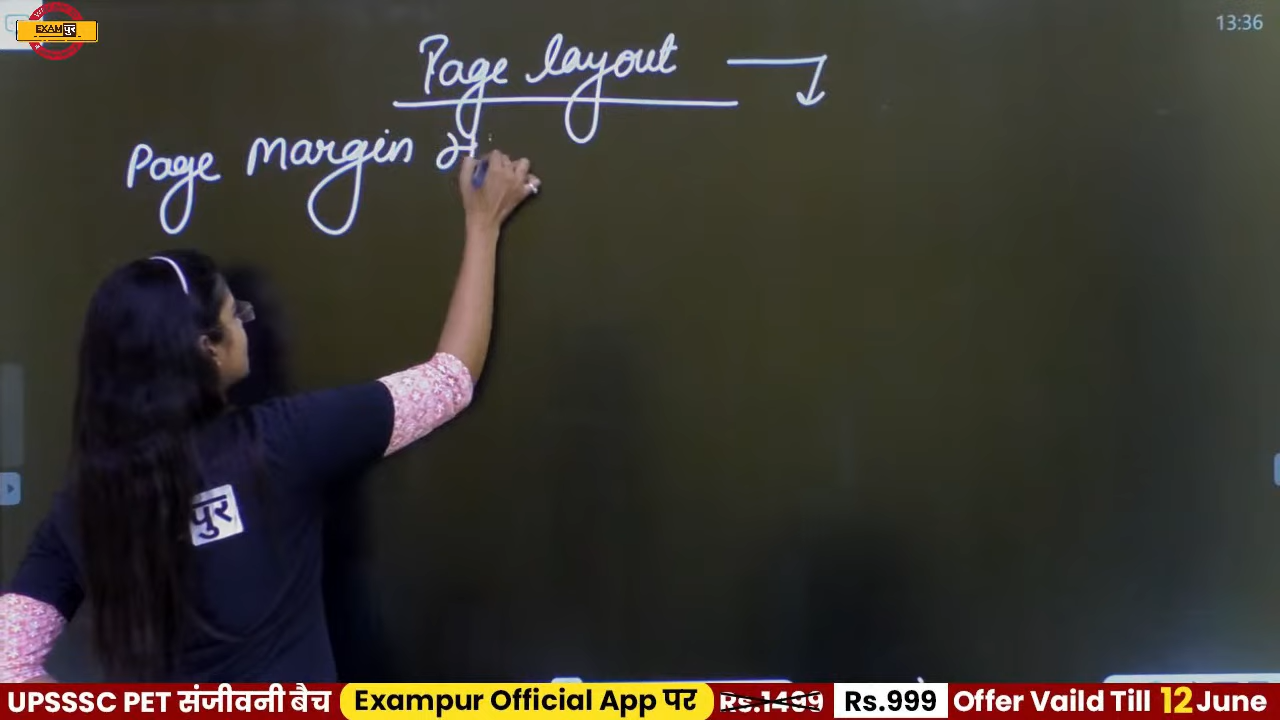 EXAMपुर
13:36
Page layout
Page Margin
पुर
UPSSSC PET संजीवनी बैच Exampur Official App पर Rs.1499 Rs.999 Offer Vaild Till 12 June